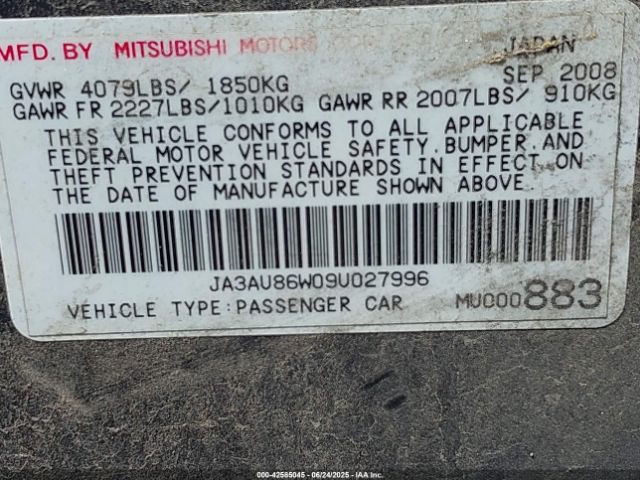 MFD. BY MITSUBISHI MOTORS JAPAN
GVWR 4079LBS/ 1850KG SEP 2008
GAWR FR 2227LBS/1010KG GAWR RR 2007LBS/ 910KG
THIS VEHICLE CONFORMS TO ALL APPLICABLE
FEDERAL MOTOR VEHICLE SAFETY, BUMPER, AND
THEFT PREVENTION STANDARDS IN EFFECT ON
THE DATE OF MANUFACTURE SHOWN ABOVE.
JA3AU86W09U027996
VEHICLE TYPE:PASSENGER CAR MU000883
000-42585045 - 06/24/2025 - IAA Inc.